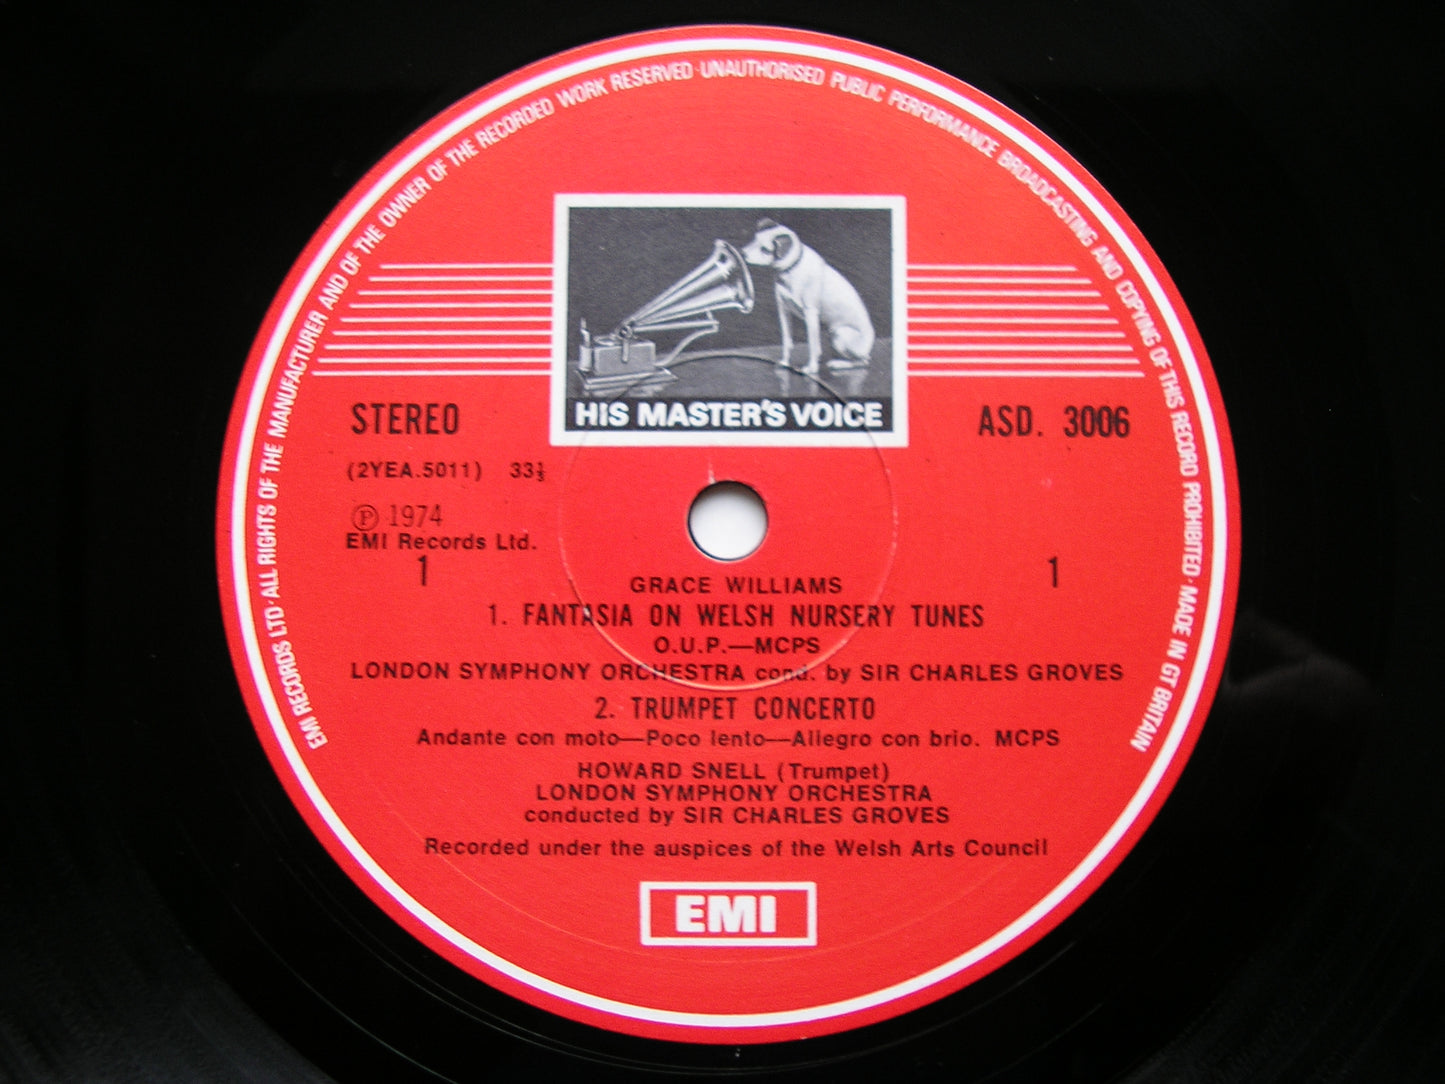 EMI RECORDS LTD · ALL RIGHTS OF THE MANUFACTURER AND OF THE OWNER OF THE RECORDED WORK RESERVED · UNAUTHORISED PUBLIC PERFORMANCE BROADCASTING AND COPYING OF THIS RECORD PROHIBITED · MADE IN GT BRITAIN
HIS MASTER'S VOICE
STEREO
ASD. 3006
(2YEA.5011) 33⅓
Ⓟ 1974
EMI Records Ltd.
1 1
GRACE WILLIAMS
1. FANTASIA ON WELSH NURSERY TUNES
O.U.P.—MCPS
LONDON SYMPHONY ORCHESTRA cond. by SIR CHARLES GROVES
2. TRUMPET CONCERTO
Andante con moto—Poco lento—Allegro con brio. MCPS
HOWARD SNELL (Trumpet)
LONDON SYMPHONY ORCHESTRA
conducted by SIR CHARLES GROVES
Recorded under the auspices of the Welsh Arts Council
EMI